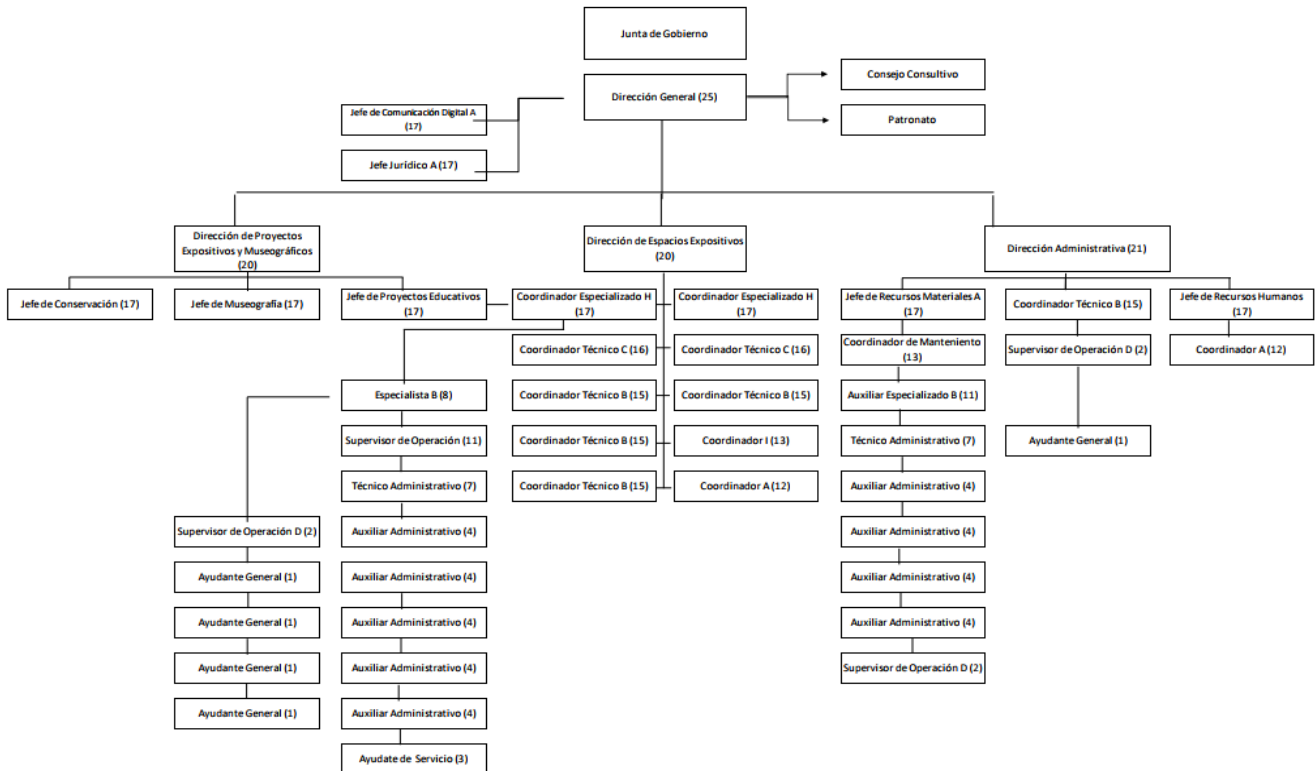 Junta de Gobierno
Dirección General (25)
Consejo Consultivo
Patronato
Jefe de Comunicación Digital A
(17)
Jefe Jurídico A (17)
Dirección de Proyectos
Expositivos y Museográficos
(20)
Dirección de Espacios Expositivos
(20)
Dirección Administrativa (21)
Jefe de Conservación (17)
Jefe de Museografía (17)
Jefe de Proyectos Educativos
(17)
Coordinador Especializado H
(17)
Coordinador Especializado H
(17)
Jefe de Recursos Materiales A
(17)
Coordinador Técnico B (15)
Jefe de Recursos Humanos
(17)
Coordinador Técnico C (16)
Coordinador Técnico C (16)
Coordinador de Manteniento
(13)
Supervisor de Operación D (2)
Coordinador A (12)
Especialista B (8)
Coordinador Técnico B (15)
Coordinador Técnico B (15)
Auxiliar Especializado B (11)
Supervisor de Operación (11)
Coordinador Técnico B (15)
Coordinador I (13)
Técnico Administrativo (7)
Ayudante General (1)
Técnico Administrativo (7)
Coordinador Técnico B (15)
Coordinador A (12)
Auxiliar Administrativo (4)
Supervisor de Operación D (2)
Auxiliar Administrativo (4)
Auxiliar Administrativo (4)
Ayudante General (1)
Auxiliar Administrativo (4)
Auxiliar Administrativo (4)
Ayudante General (1)
Auxiliar Administrativo (4)
Auxiliar Administrativo (4)
Ayudante General (1)
Auxiliar Administrativo (4)
Supervisor de Operación D (2)
Ayudante General (1)
Auxiliar Administrativo (4)
Ayudate de Servicio (3)